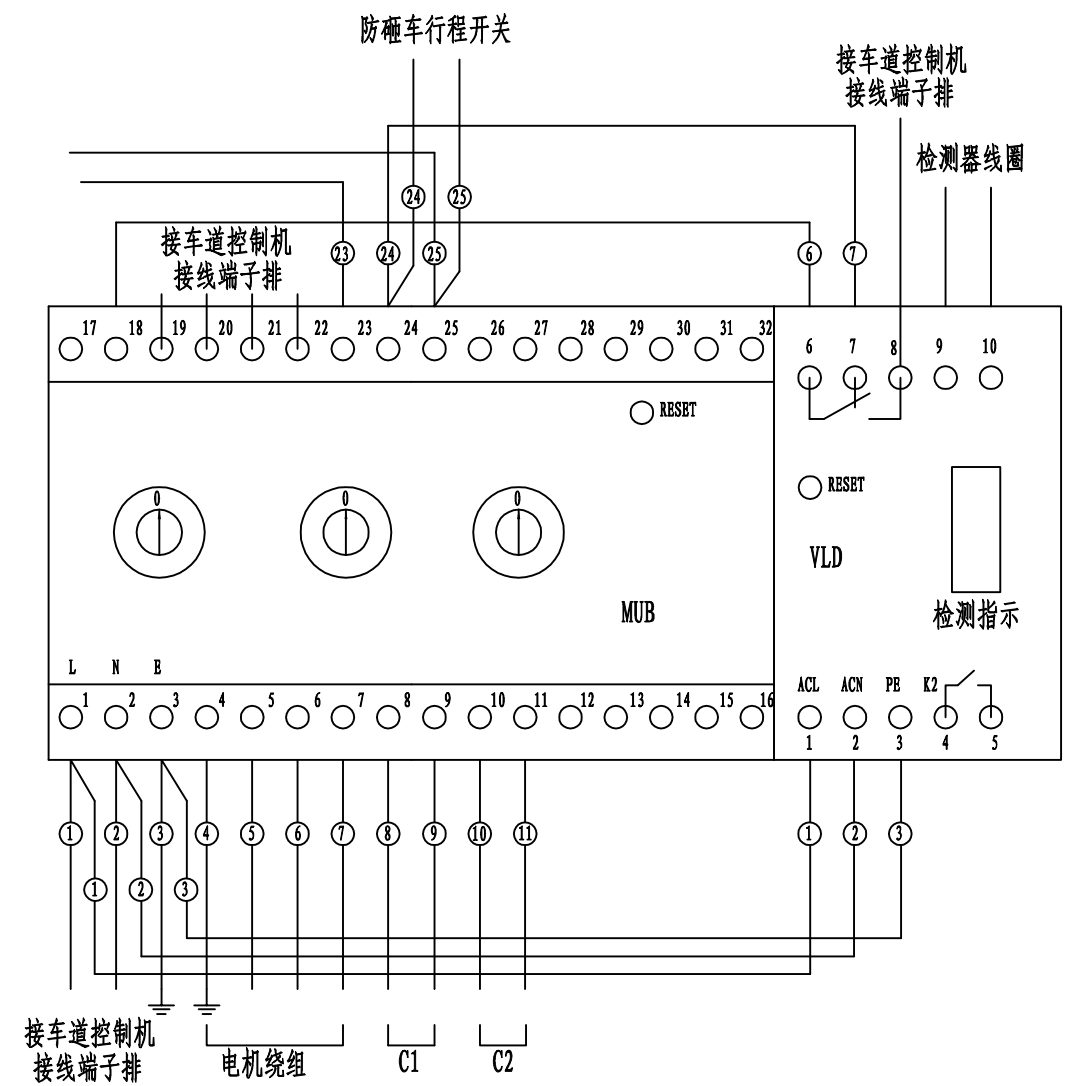 防砸车行程开关
接车道控制机
接线端子排
检测器线圈
24 25
接车道控制机
接线端子排
23 24 25 6 7
17 18 19 20 21 22 23 24 25 26 27 28 29 30 31 32
6 7 8 9 10
RESET
RESET
0 0 0
VLD
MUB
检测指示
L N E
ACL ACN PE K2
1 2 3 4 5 6 7 8 9 10 11 12 13 14 15 16
1 2 3 4 5
1 2 3 4 5 6 7 8 9 10 11 1 2 3
1 2 3
接车道控制机
接线端子排
电机绕组
C1
C2